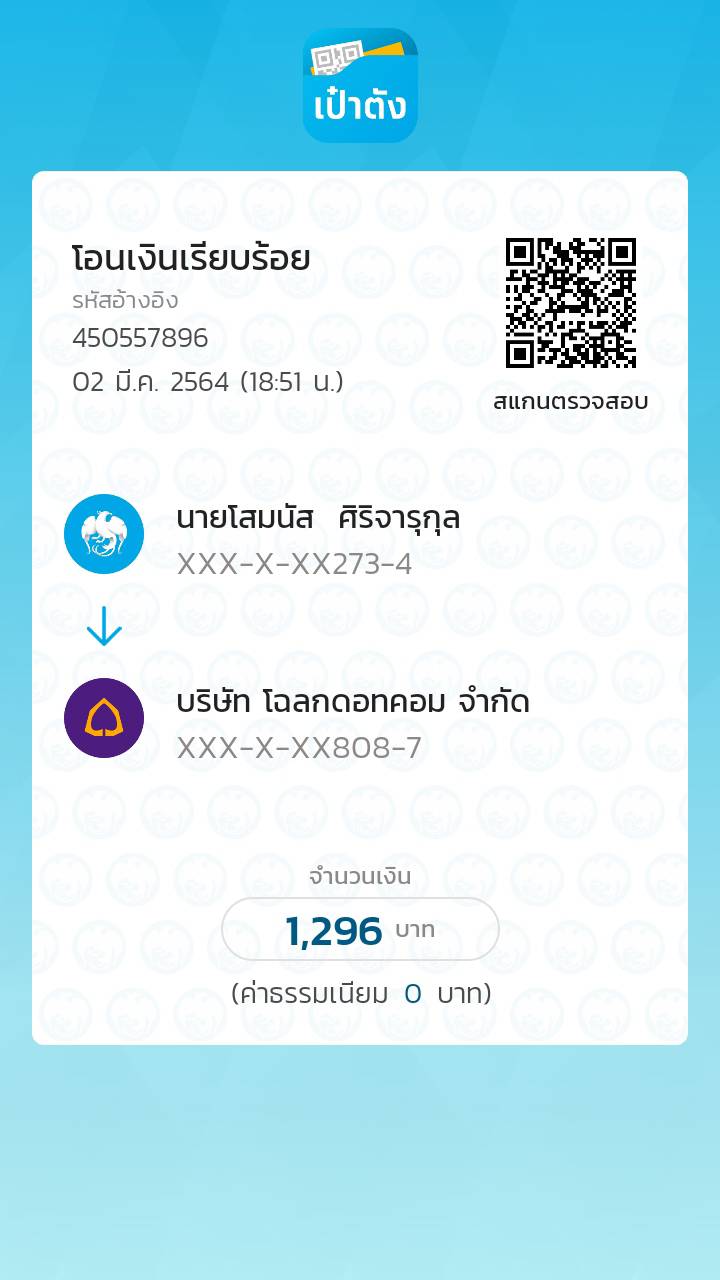 เป๋าตัง
โอนเงินเรียบร้อย
รหัสอ้างอิง
450557896
02 มี.ค. 2564 (18:51 น.)
สแกนตรวจสอบ
นายโสมนัส ศิริจารุกุล
XXX-X-XX273-4
บริษัท โฉลกดอทคอม จำกัด
XXX-X-XX808-7
จำนวนเงิน
1,296 บาท
(ค่าธรรมเนียม 0 บาท)